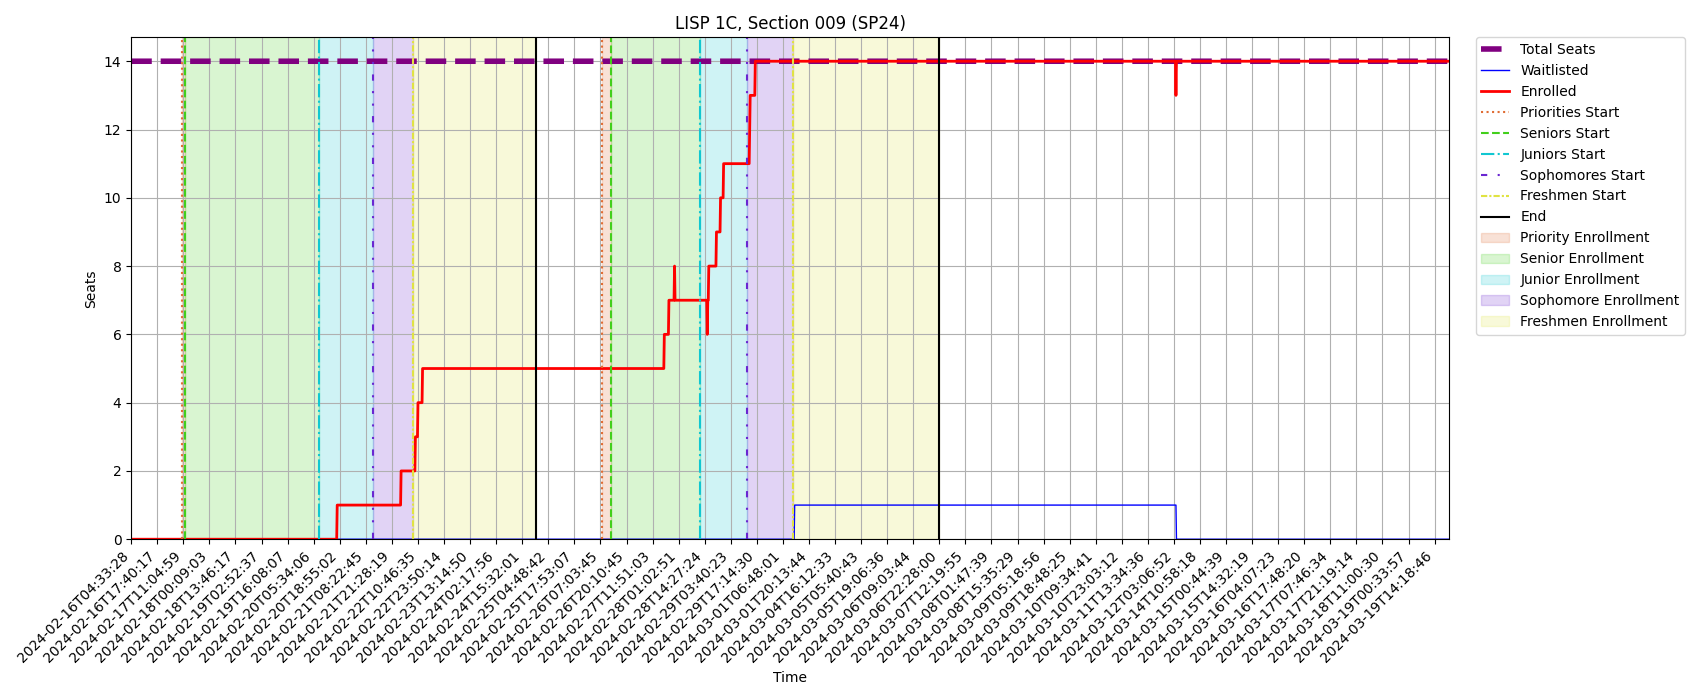 LISP 1C, Section 009 (SP24)
Seats
14
12
10
8
6
4
2
0
2024-02-16T04:33:28
2024-02-16T17:40:17
2024-02-17T11:04:59
2024-02-18T00:09:03
2024-02-18T13:46:17
2024-02-19T02:52:37
2024-02-19T16:08:07
2024-02-20T05:34:06
2024-02-20T18:55:02
2024-02-21T08:22:45
2024-02-21T21:28:19
2024-02-22T10:46:35
2024-02-22T23:50:14
2024-02-23T13:14:50
2024-02-24T02:17:56
2024-02-24T15:32:01
2024-02-25T04:48:42
2024-02-25T17:53:07
2024-02-26T07:03:45
2024-02-26T20:10:45
2024-02-27T11:51:03
2024-02-28T01:02:51
2024-02-28T14:27:24
2024-02-29T03:40:23
2024-02-29T17:14:30
2024-03-01T06:48:01
2024-03-01T20:13:44
2024-03-04T16:12:33
2024-03-05T05:40:43
2024-03-05T19:06:36
2024-03-06T09:03:44
2024-03-06T22:28:00
2024-03-07T12:19:55
2024-03-08T01:47:39
2024-03-08T15:35:29
2024-03-09T05:18:56
2024-03-09T18:48:25
2024-03-10T09:34:41
2024-03-10T23:03:12
2024-03-11T13:34:36
2024-03-12T03:06:52
2024-03-14T10:58:18
2024-03-15T00:44:39
2024-03-15T14:32:19
2024-03-16T04:07:23
2024-03-16T17:48:20
2024-03-17T07:46:34
2024-03-17T21:19:14
2024-03-18T11:00:30
2024-03-19T00:33:57
2024-03-19T14:18:46
Time
Total Seats
Waitlisted
Enrolled
Priorities Start
Seniors Start
Juniors Start
Sophomores Start
Freshmen Start
End
Priority Enrollment
Senior Enrollment
Junior Enrollment
Sophomore Enrollment
Freshmen Enrollment